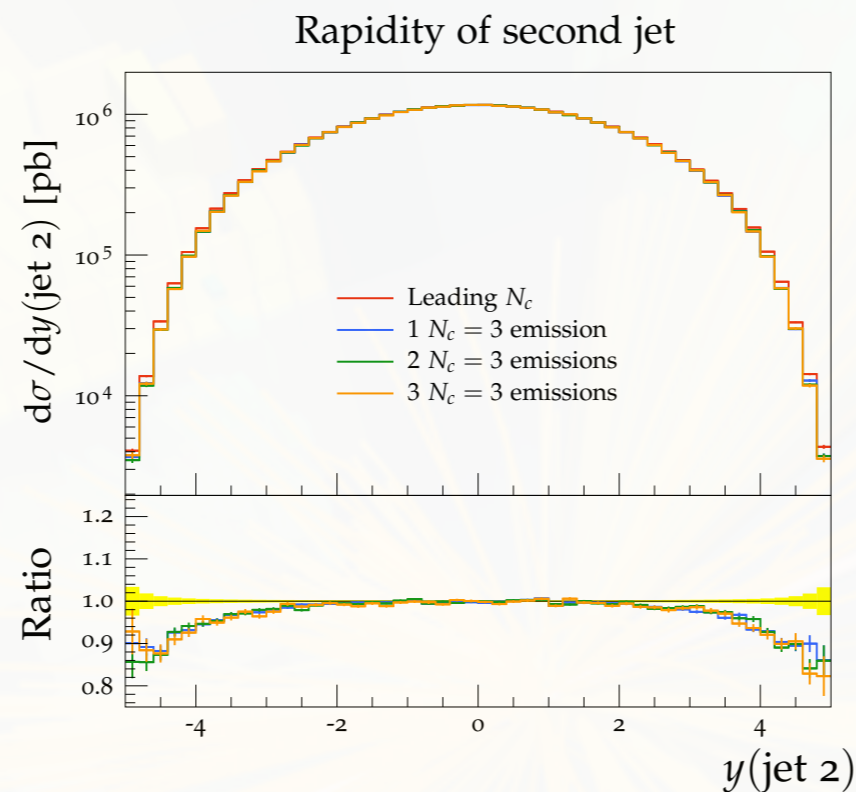 Rapidity of second jet
dσ/dy(jet 2) [pb]
10⁶
10⁵
10⁴
Leading N_c
1 N_c = 3 emission
2 N_c = 3 emissions
3 N_c = 3 emissions
Ratio
1.2
1.1
1.0
0.9
0.8
-4 -2 0 2 4
y(jet 2)